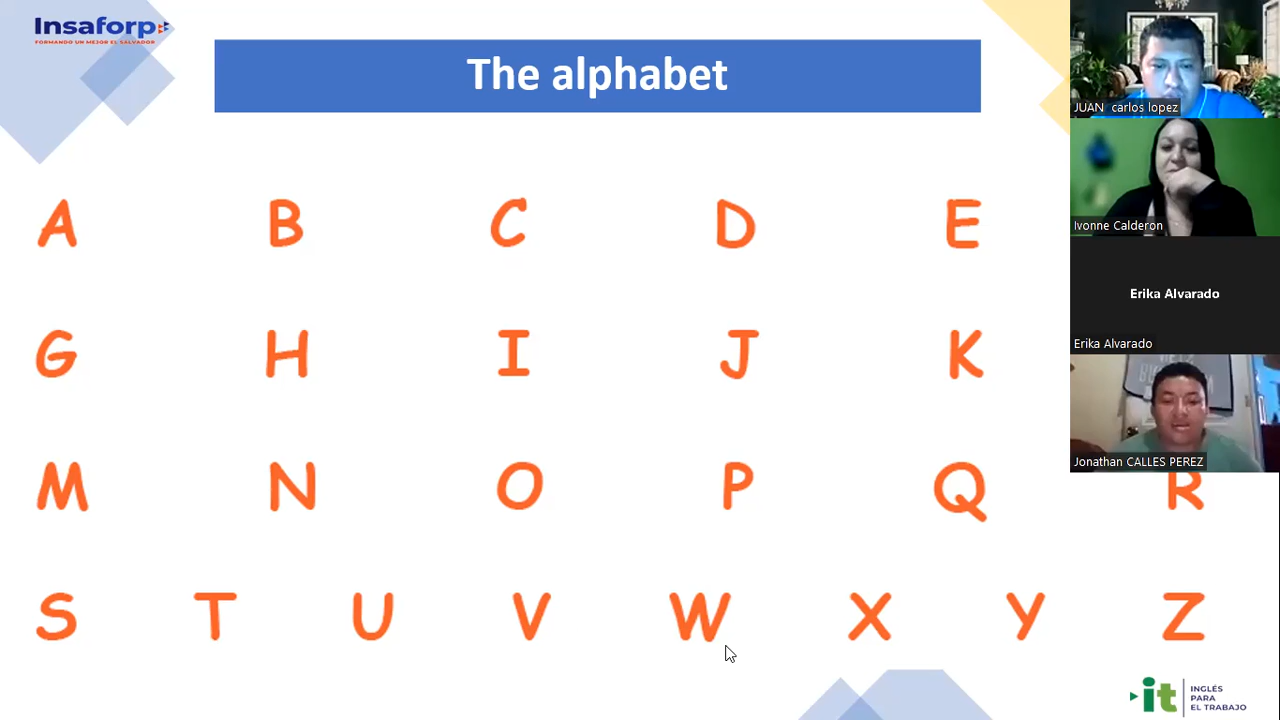 Insaforp
FORMANDO UN MEJOR EL SALVADOR
The alphabet
A B C D E
G H I J K
M N O P Q R
S T U V W X Y Z
JUAN carlos lopez
Ivonne Calderon
Erika Alvarado
Erika Alvarado
Jonathan CALLES PEREZ
it
INGLÉS
PARA
EL TRABAJO